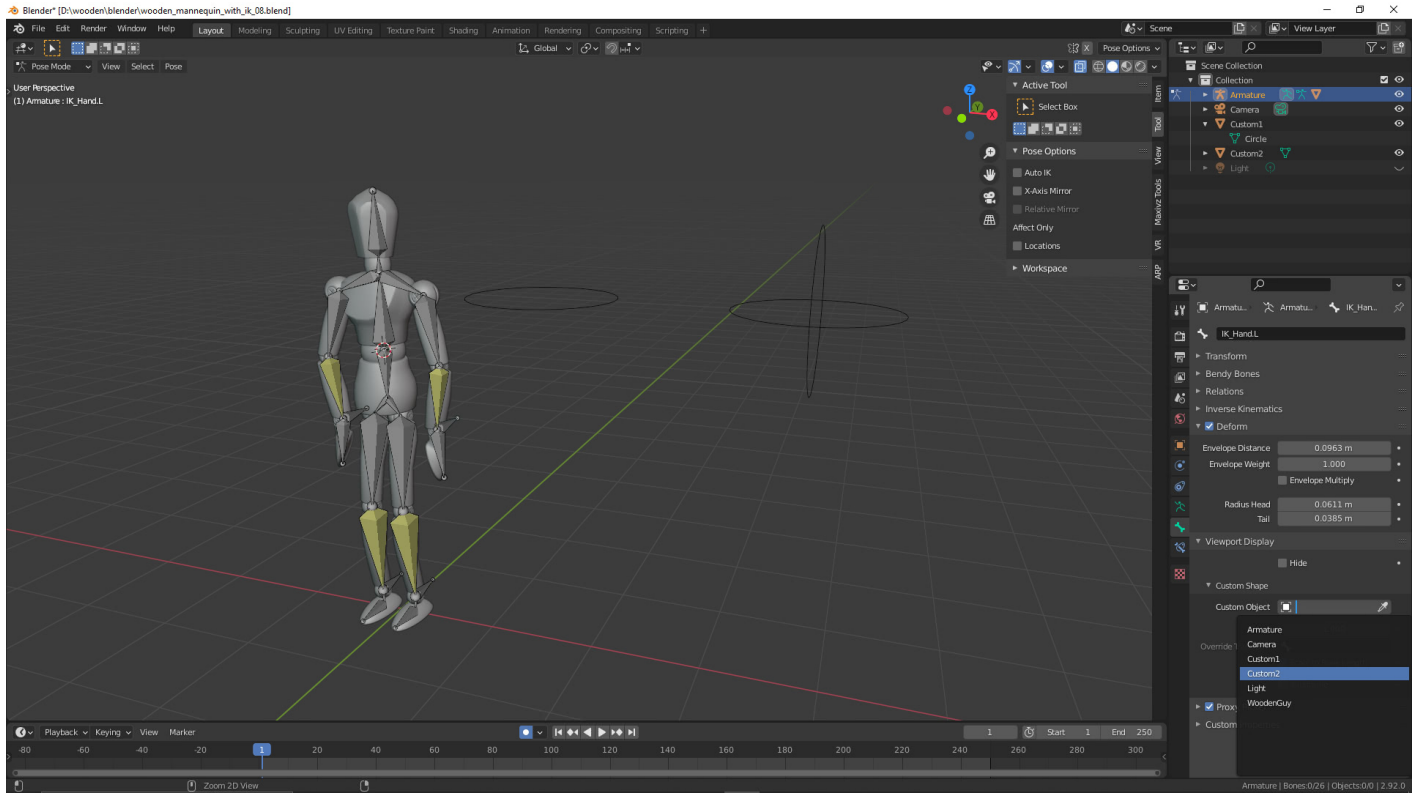 Blender* [D:\wooden\blender\wooden_mannequin_with_ik_08.blend]
File Edit Render Window Help Layout Modeling Sculpting UV Editing Texture Paint Shading Animation Rendering Compositing Scripting + Scene View Layer
Global X Pose Options
Pose Mode View Select Pose
User Perspective
(1) Armature : IK_Hand.L
Z
Y
X
Active Tool
Select Box
Pose Options
Auto IK
X-Axis Mirror
Relative Mirror
Affect Only
Locations
Workspace
Item
Tool
View
Maxivz Tools
VR
ARP
Scene Collection
Collection
Armature
Camera
Custom1
Circle
Custom2
Light
Armatu... Armatu... IK_Han...
IK_Hand.L
Transform
Bendy Bones
Relations
Inverse Kinematics
Deform
Envelope Distance 0.0963 m
Envelope Weight 1.000
Envelope Multiply
Radius Head 0.0611 m
Tail 0.0385 m
Viewport Display
Hide
Custom Shape
Custom Object
Armature
Override Camera
Custom1
Custom2
Light
Prox WoodenGuy
Custom
Playback Keying View Marker 1 Start 1 End 250
-80 -60 -40 -20 1 20 40 60 80 100 120 140 160 180 200 220 240 260 280 300
Zoom 2D View Armature | Bones:0/26 | Objects:0/0 | 2.92.0